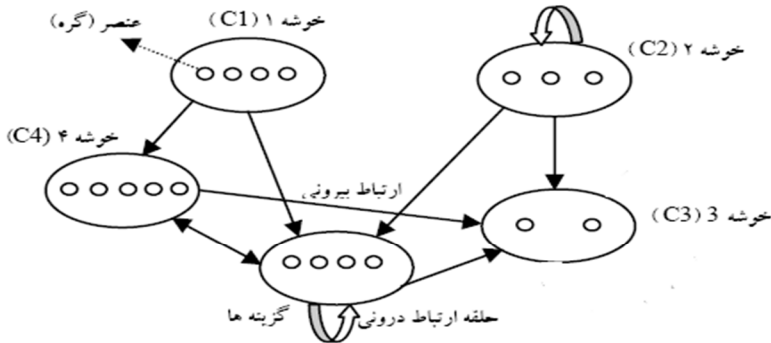 عنصر (گره)
خوشه ۱ (C1)
خوشه ۲ (C2)
خوشه ۴ (C4)
ارتباط بیرونی
خوشه 3 (C3)
گزینه ها
حلقه ارتباط درونی